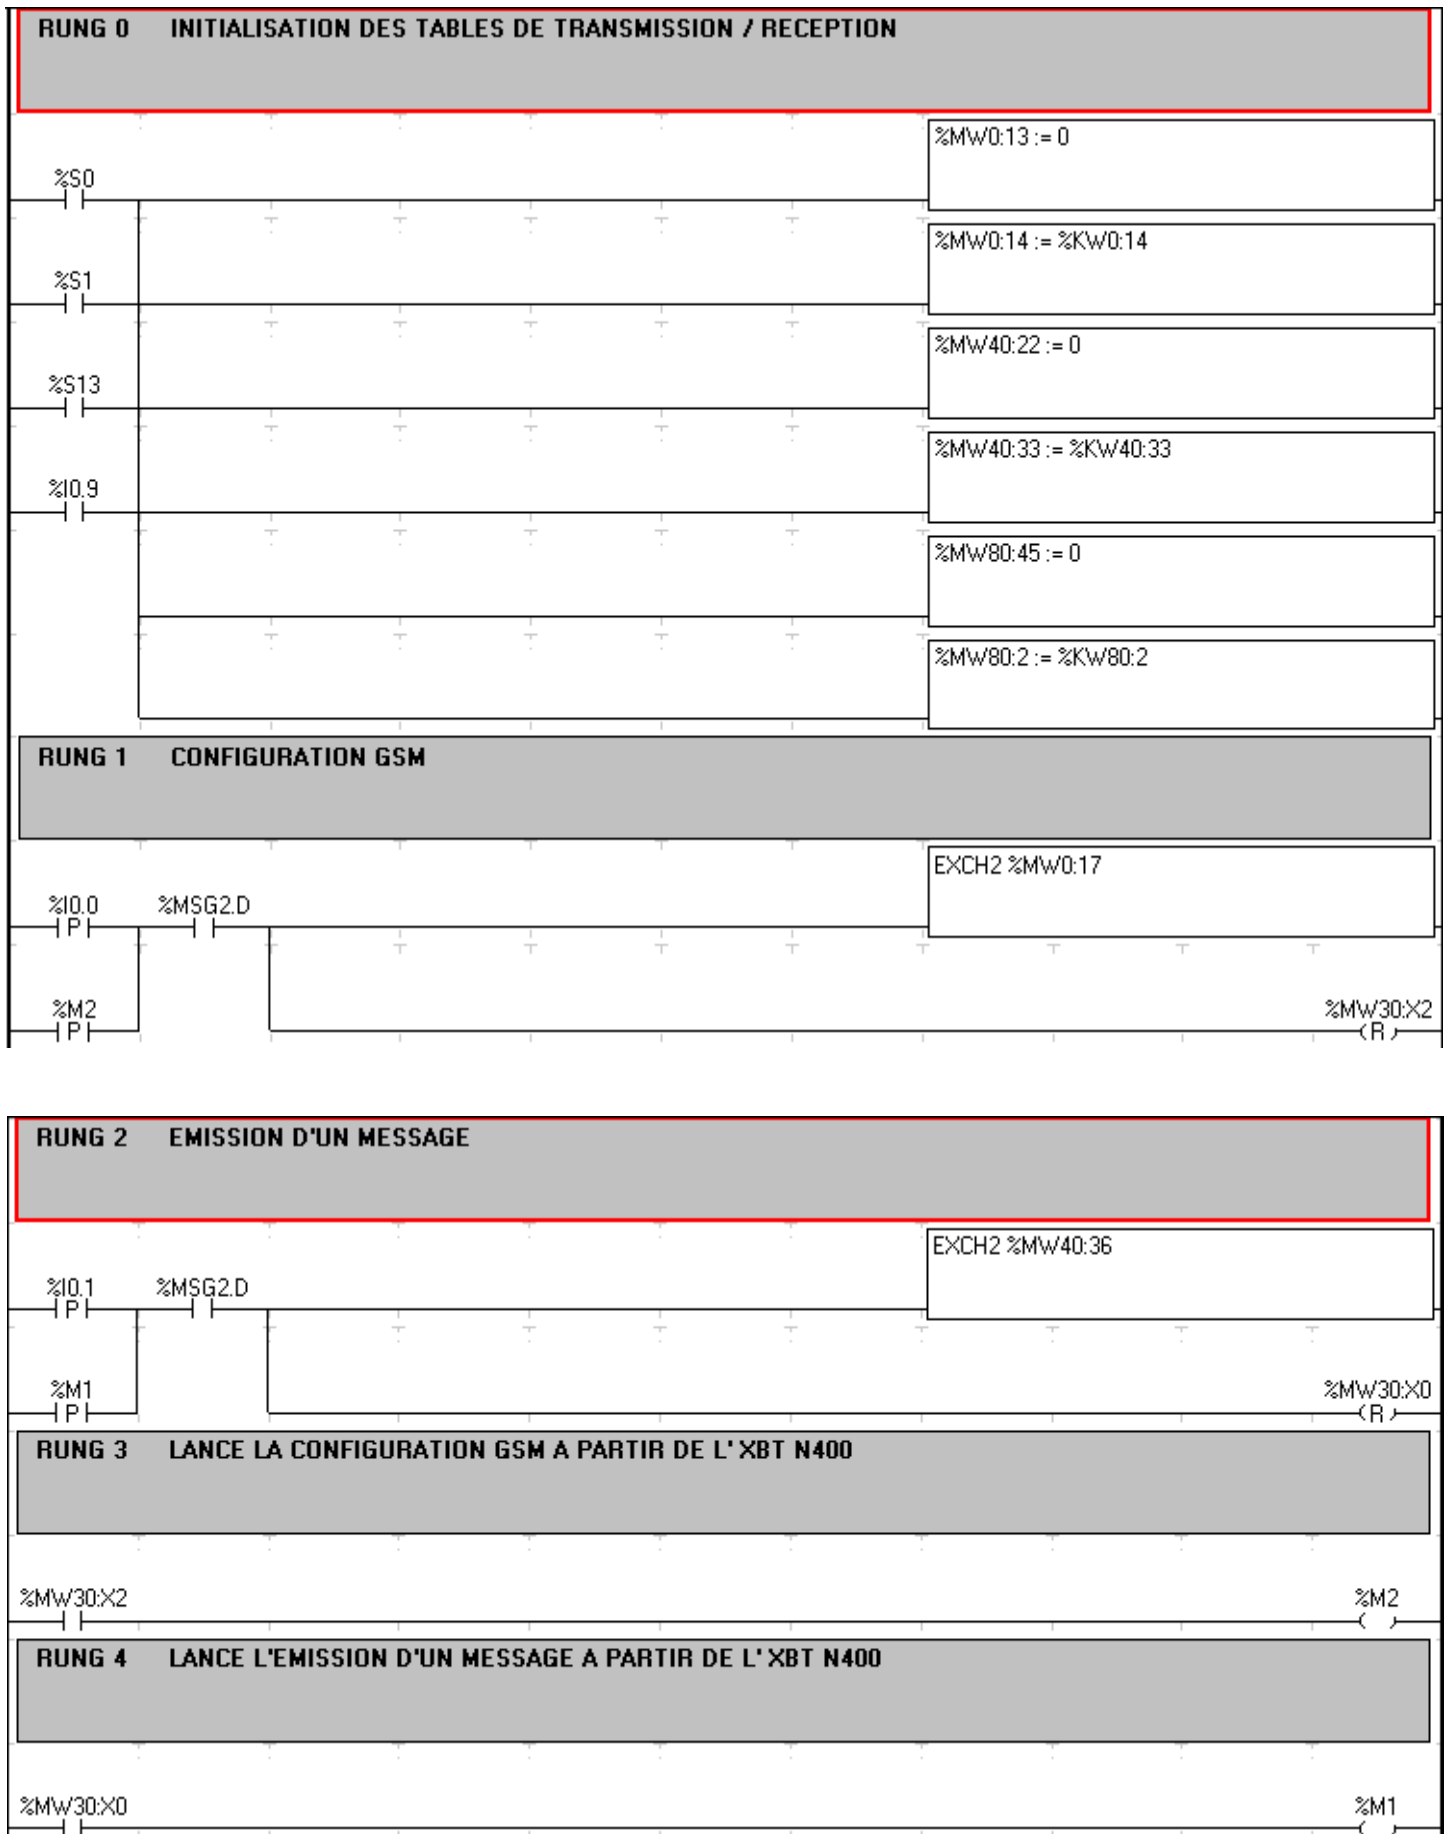 RUNG 0 INITIALISATION DES TABLES DE TRANSMISSION / RECEPTION
%MW0:13 := 0
%S0
%MW0:14 := %KW0:14
%S1
%MW40:22 := 0
%S13
%MW40:33 := %KW40:33
%I0.9
%MW80:45 := 0
%MW80:2 := %KW80:2
RUNG 1 CONFIGURATION GSM
EXCH2 %MW0:17
%I0.0 %MSG2.D
P
%M2 %MW30:X2
P R
RUNG 2 EMISSION D'UN MESSAGE
EXCH2 %MW40:36
%I0.1 %MSG2.D
P
%M1 %MW30:X0
P R
RUNG 3 LANCE LA CONFIGURATION GSM A PARTIR DE L' XBT N400
%MW30:X2 %M2
RUNG 4 LANCE L'EMISSION D'UN MESSAGE A PARTIR DE L' XBT N400
%MW30:X0 %M1